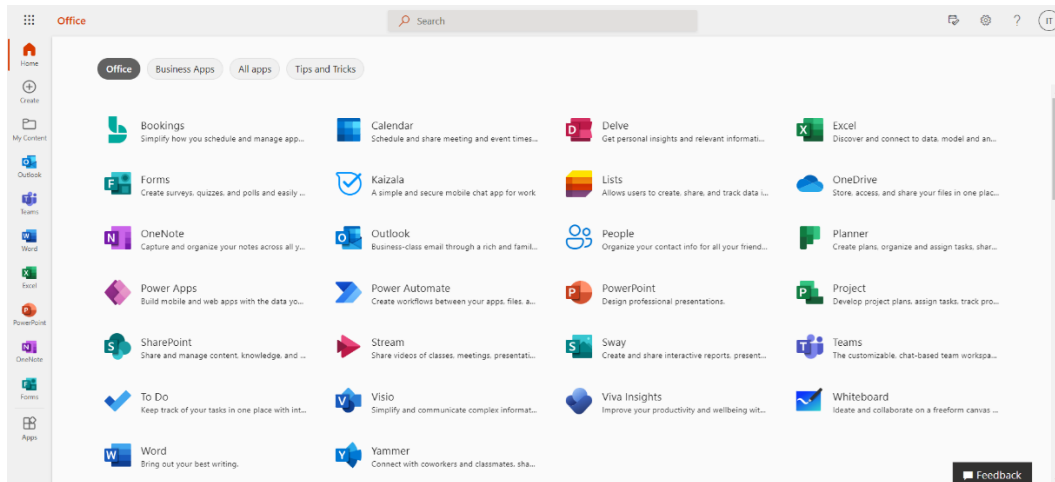 Office
Search
?
IT
Home
Create
My Content
Outlook
Teams
Word
Excel
PowerPoint
OneNote
Forms
Apps
Office Business Apps All apps Tips and Tricks
Bookings
Simplify how you schedule and manage app...
Calendar
Schedule and share meeting and event times...
Delve
Get personal insights and relevant informati...
Excel
Discover and connect to data, model and an...
Forms
Create surveys, quizzes, and polls and easily ...
Kaizala
A simple and secure mobile chat app for work
Lists
Allows users to create, share, and track data i...
OneDrive
Store, access, and share your files in one plac...
OneNote
Capture and organize your notes across all y...
Outlook
Business-class email through a rich and famil...
People
Organize your contact info for all your friend...
Planner
Create plans, organize and assign tasks, shar...
Power Apps
Build mobile and web apps with the data yo...
Power Automate
Create workflows between your apps, files, a...
PowerPoint
Design professional presentations.
Project
Develop project plans, assign tasks, track pro...
SharePoint
Share and manage content, knowledge, and ...
Stream
Share videos of classes, meetings, presentati...
Sway
Create and share interactive reports, present...
Teams
The customizable, chat-based team workspa...
To Do
Keep track of your tasks in one place with int...
Visio
Simplify and communicate complex informat...
Viva Insights
Improve your productivity and wellbeing wit...
Whiteboard
Ideate and collaborate on a freeform canvas ...
Word
Bring out your best writing.
Yammer
Connect with coworkers and classmates, sha...
Feedback